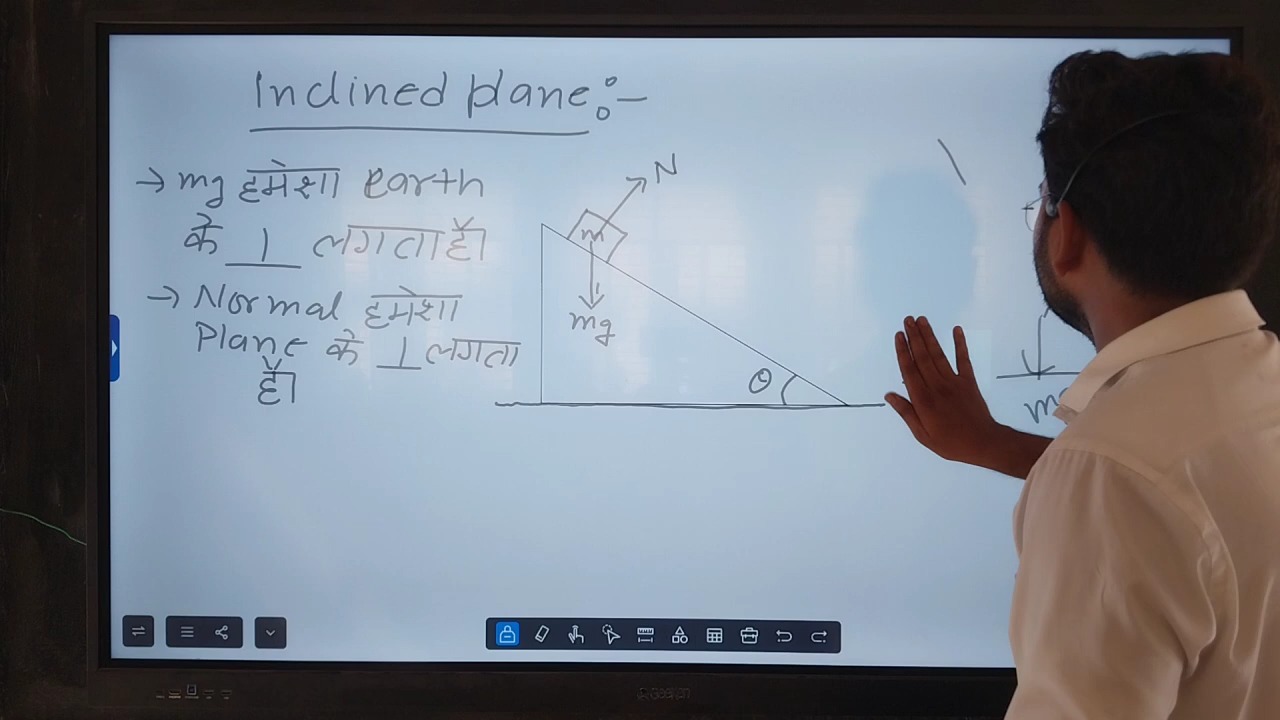 Inclined plane:-
→ mg हमेशा earth
के ⊥ लगता है।
→ Normal हमेशा
Plane के ⊥ लगता
है।
N
m
mg
θ